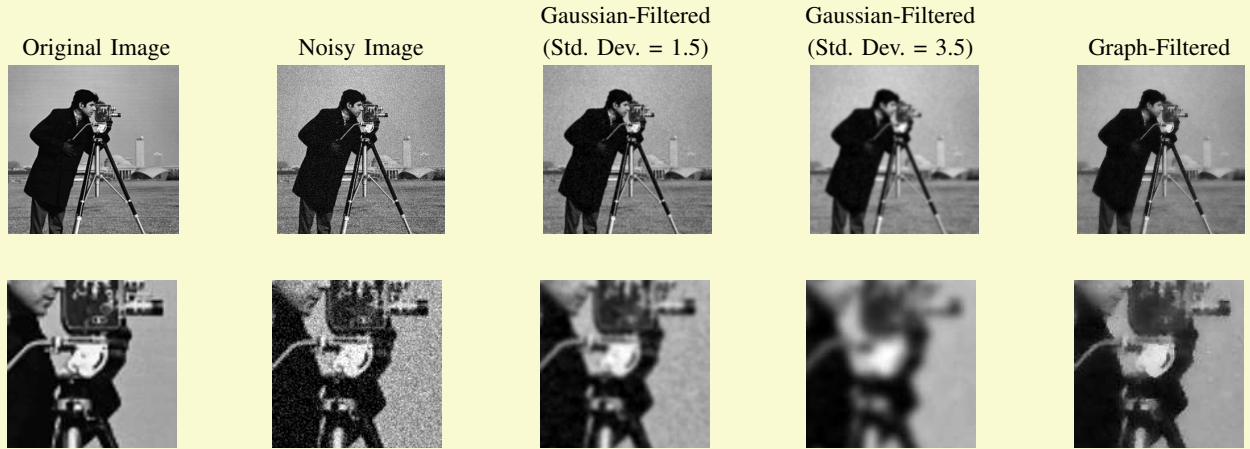 Original Image
Noisy Image
Gaussian-Filtered
(Std. Dev. = 1.5)
Gaussian-Filtered
(Std. Dev. = 3.5)
Graph-Filtered